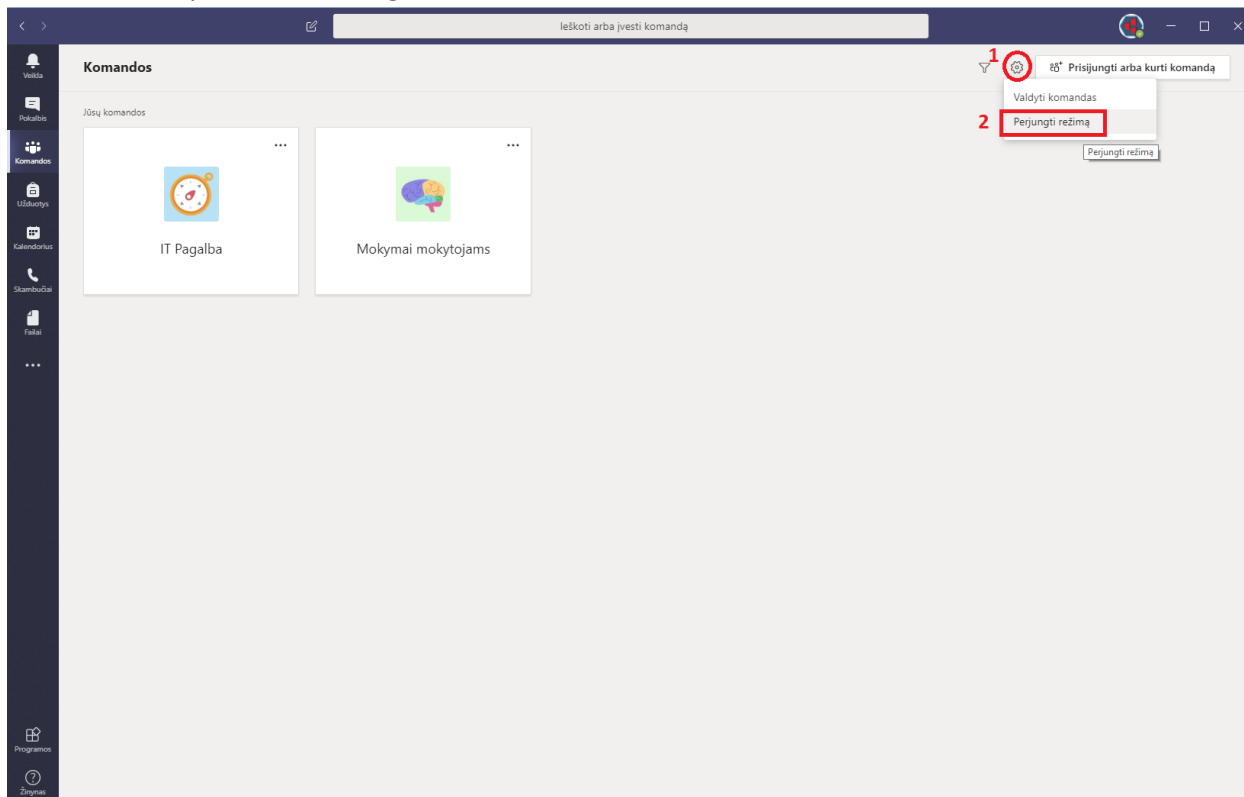 Ieškoti arba įvesti komandą
Veikla
Pokalbis
Komandos
Užduotys
Kalendorius
Skambučiai
Failai
Programos
Žinynas
Komandos
1
Prisijungti arba kurti komandą
Valdyti komandas
2
Perjungti režimą
Perjungti režimą
Jūsų komandos
IT Pagalba
Mokymai mokytojams